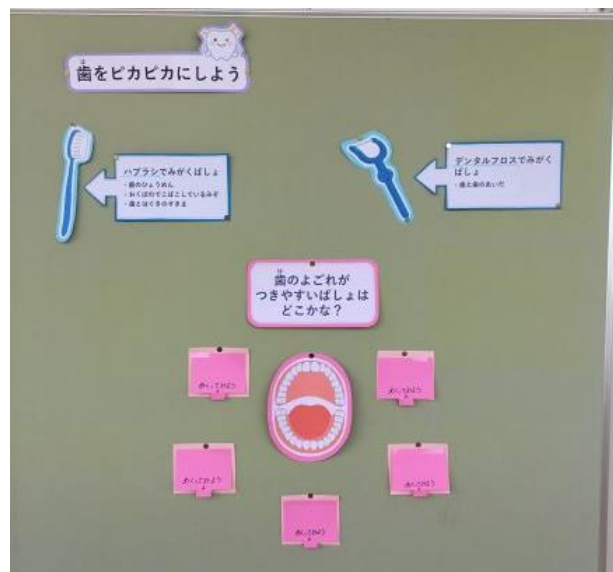 は
歯をピカピカにしよう
ハブラシでみがくばしょ
・歯のひょうめん
・おくばのでこぼこしているみぞ
・歯とはぐきのすきま
デンタルフロスでみがく
ばしょ
・歯と歯のあいだ
は
歯のよごれが
つきやすいばしょは
どこかな？
めくってみよう
めくってみよう
めくってみよう
めくってみよう
めくってみよう